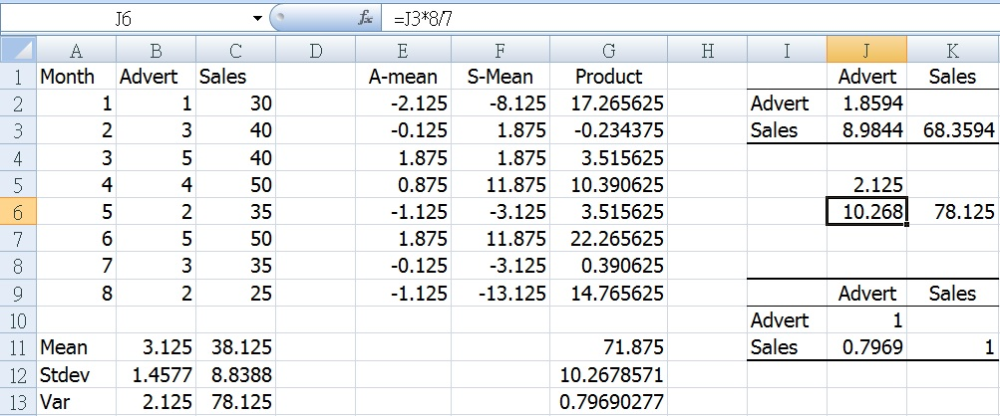 J6 fx =J3*8/7
A B C D E F G H I J K
1 Month Advert Sales A-mean S-Mean Product Advert Sales
2 1 1 30 -2.125 -8.125 17.265625 Advert 1.8594
3 2 3 40 -0.125 1.875 -0.234375 Sales 8.9844 68.3594
4 3 5 40 1.875 1.875 3.515625
5 4 4 50 0.875 11.875 10.390625 2.125
6 5 2 35 -1.125 -3.125 3.515625 10.268 78.125
7 6 5 50 1.875 11.875 22.265625
8 7 3 35 -0.125 -3.125 0.390625
9 8 2 25 -1.125 -13.125 14.765625 Advert Sales
10 Advert 1
11 Mean 3.125 38.125 71.875 Sales 0.7969 1
12 Stdev 1.4577 8.8388 10.2678571
13 Var 2.125 78.125 0.79690277